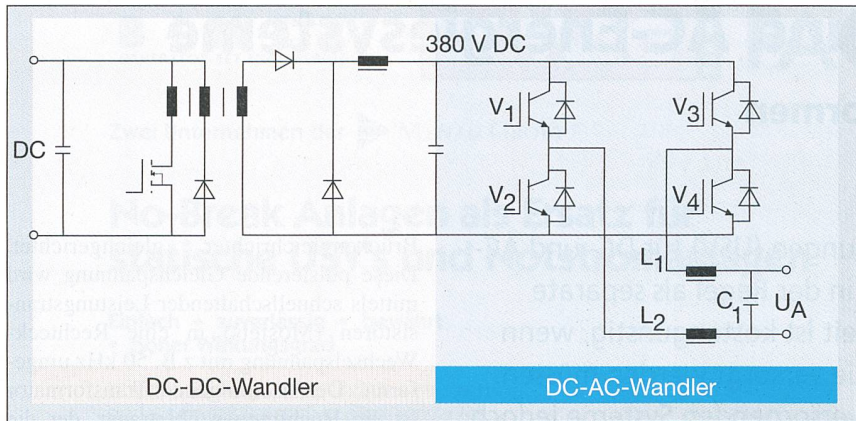 380 V DC
V1
V3
DC
V2
V4
L1
C1
UA
L2
DC-DC-Wandler
DC-AC-Wandler